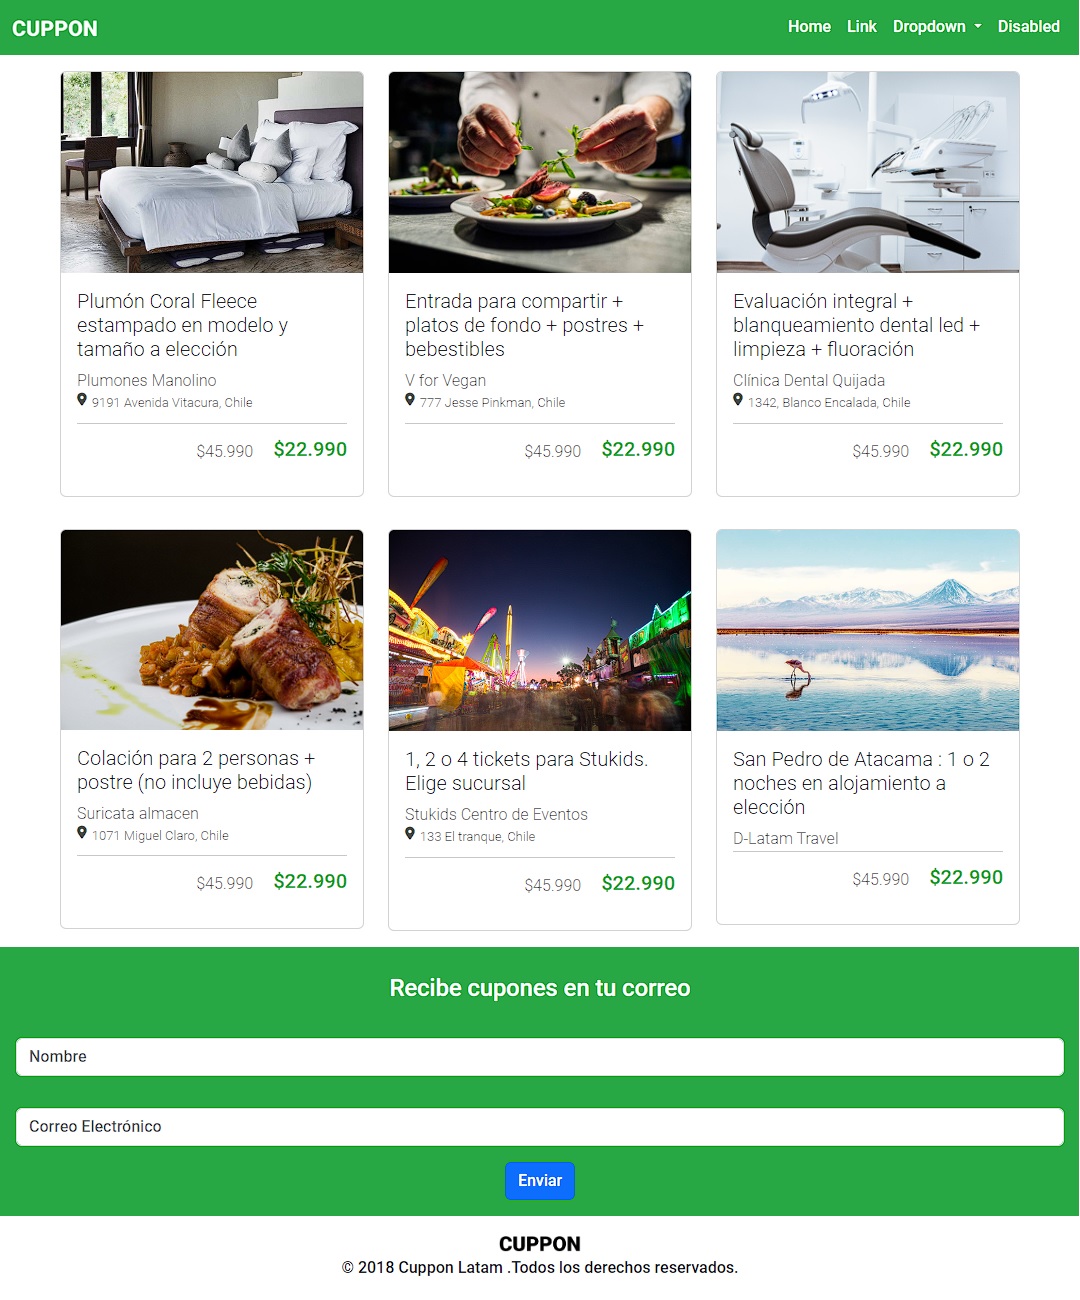 CUPPON
Home Link Dropdown Disabled
Plumón Coral Fleece
estampado en modelo y
tamaño a elección
Plumones Manolino
9191 Avenida Vitacura, Chile
$45.990 $22.990
Entrada para compartir +
platos de fondo + postres +
bebestibles
V for Vegan
777 Jesse Pinkman, Chile
$45.990 $22.990
Evaluación integral +
blanqueamiento dental led +
limpieza + fluoración
Clínica Dental Quijada
1342, Blanco Encalada, Chile
$45.990 $22.990
Colación para 2 personas +
postre (no incluye bebidas)
Suricata almacen
1071 Miguel Claro, Chile
$45.990 $22.990
1, 2 o 4 tickets para Stukids.
Elige sucursal
Stukids Centro de Eventos
133 El tranque, Chile
$45.990 $22.990
San Pedro de Atacama : 1 o 2
noches en alojamiento a
elección
D-Latam Travel
$45.990 $22.990
Recibe cupones en tu correo
Nombre
Correo Electrónico
Enviar
CUPPON
© 2018 Cuppon Latam .Todos los derechos reservados.